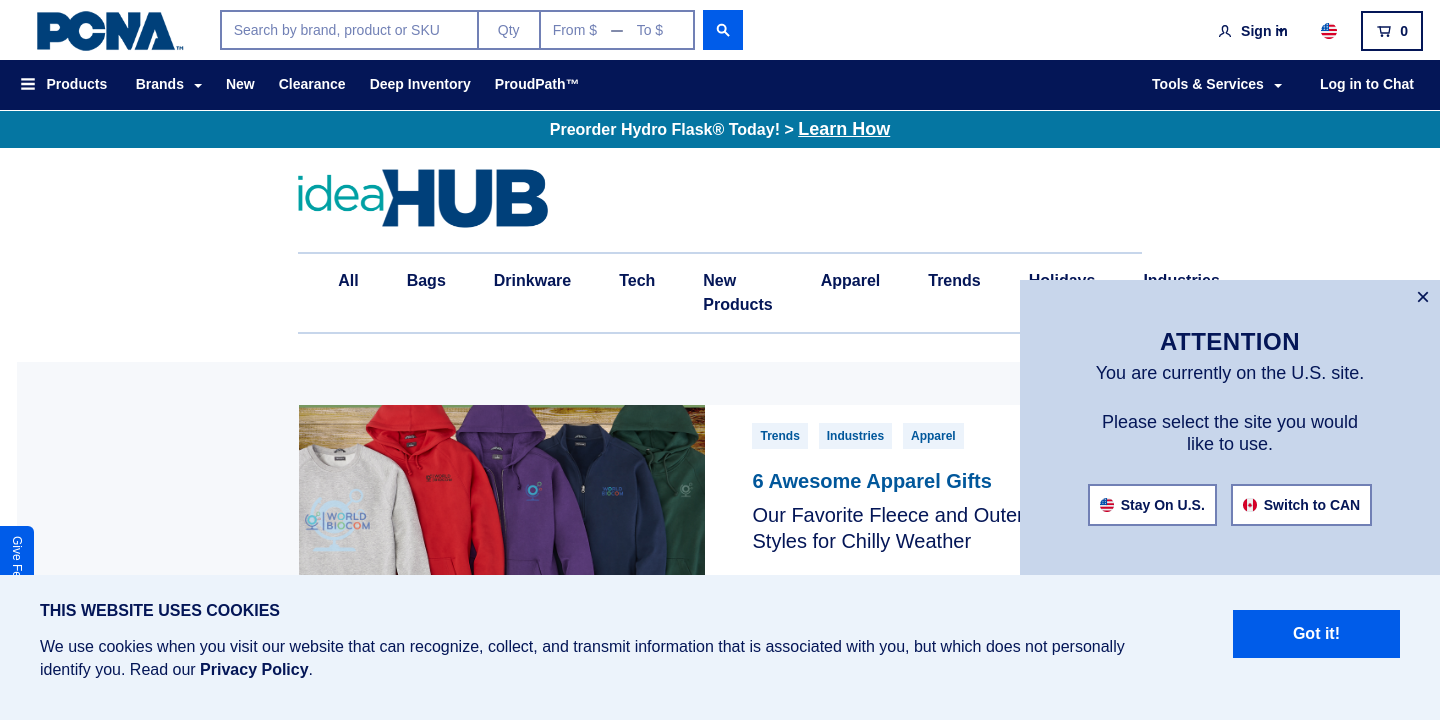 PCNA™
Search by brand, product or SKU
Qty
From $ — To $
Sign in
0
Products
Brands
New
Clearance
Deep Inventory
ProudPath™
Tools & Services
Log in to Chat
Preorder Hydro Flask® Today! > Learn How
ideaHUB
All
Bags
Drinkware
Tech
New
Products
Apparel
Trends
Holidays
Industries
×
ATTENTION
You are currently on the U.S. site.
Please select the site you would
like to use.
Stay On U.S.
Switch to CAN
Trends
Industries
Apparel
6 Awesome Apparel Gifts
Our Favorite Fleece and Outer
Styles for Chilly Weather
WORLD
BIOCOM
WORLD
BIOCOM
Give Fe
THIS WEBSITE USES COOKIES
We use cookies when you visit our website that can recognize, collect, and transmit information that is associated with you, but which does not personally
identify you. Read our Privacy Policy.
Got it!